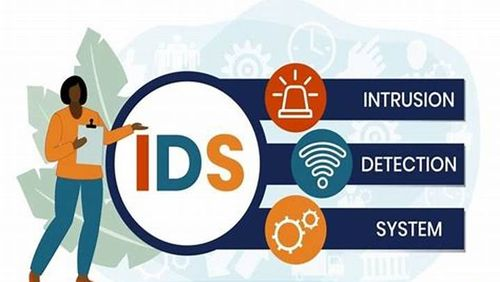 IDS
INTRUSION
DETECTION
SYSTEM